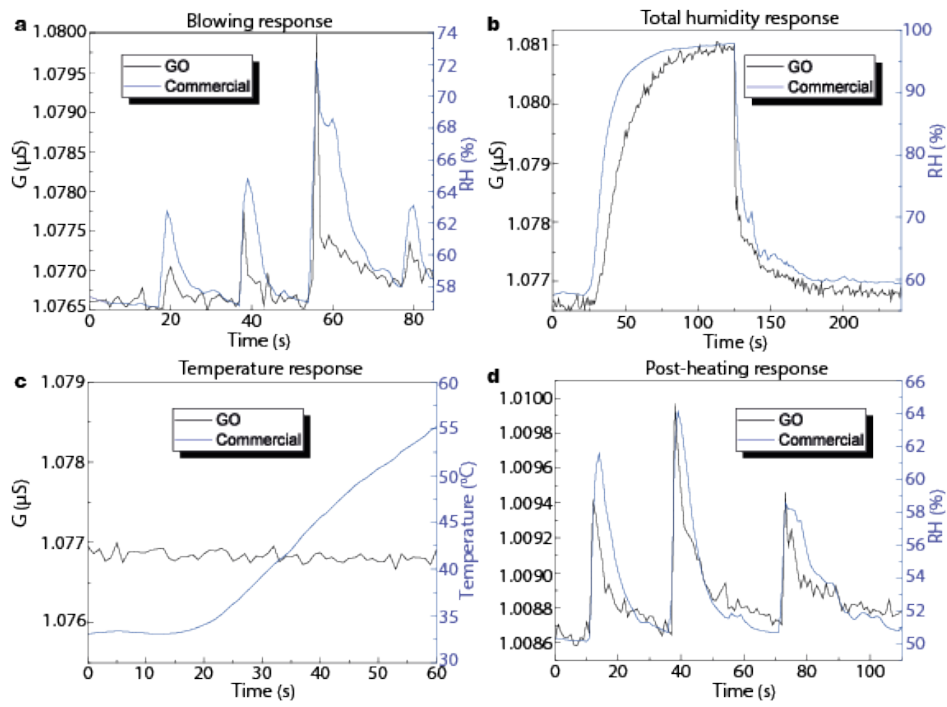 a Blowing response
1.0800
1.0795
1.0790
1.0785
1.0780
1.0775
1.0770
1.0765
G (μS)
GO
Commercial
74
72
70
68
66
64
62
60
58
56
RH (%)
0 20 40 60 80
Time (s)
b Total humidity response
1.081
1.080
1.079
1.078
1.077
G (μS)
GO
Commercial
100
90
80
70
60
RH (%)
0 50 100 150 200
Time (s)
c Temperature response
1.079
1.078
1.077
1.076
G (μS)
GO
Commercial
60
55
50
45
40
35
30
Temperature (ºC)
0 10 20 30 40 50 60
Time (s)
d Post-heating response
1.0100
1.0098
1.0096
1.0094
1.0092
1.0090
1.0088
1.0086
G (μS)
GO
Commercial
66
64
62
60
58
56
54
52
50
RH (%)
0 20 40 60 80 100
Time (s)